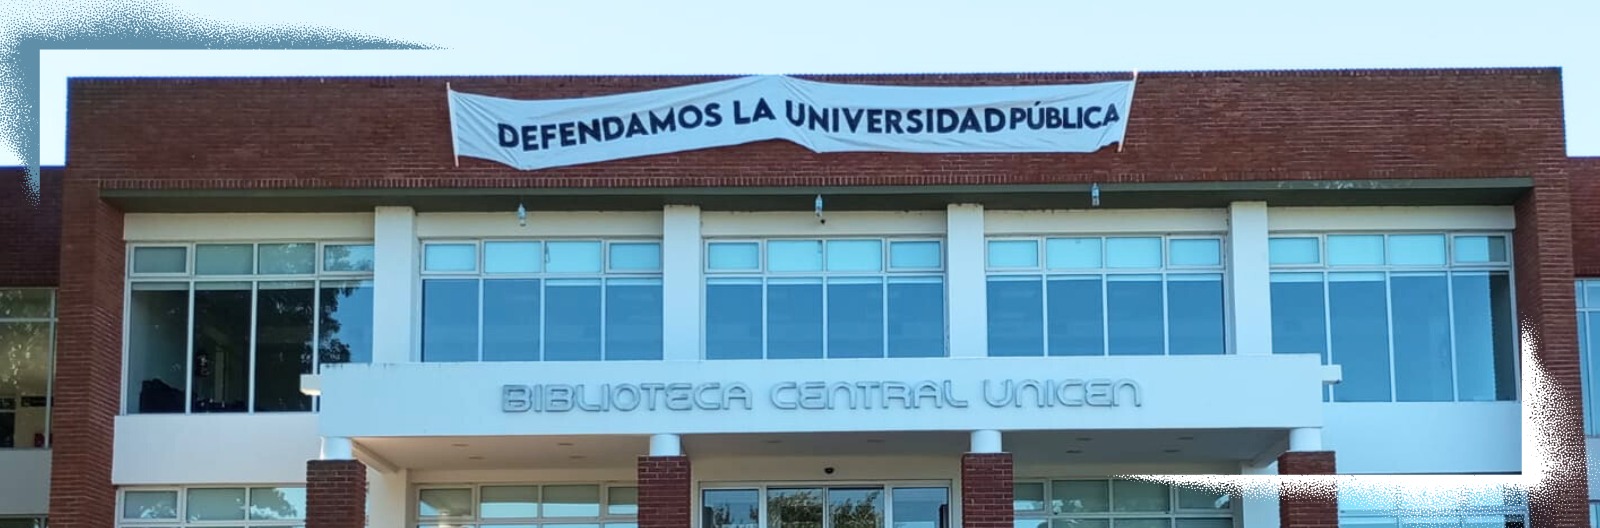 DEFENDAMOS LA UNIVERSIDAD PÚBLICA
BIBLIOTECA CENTRAL UNICEN